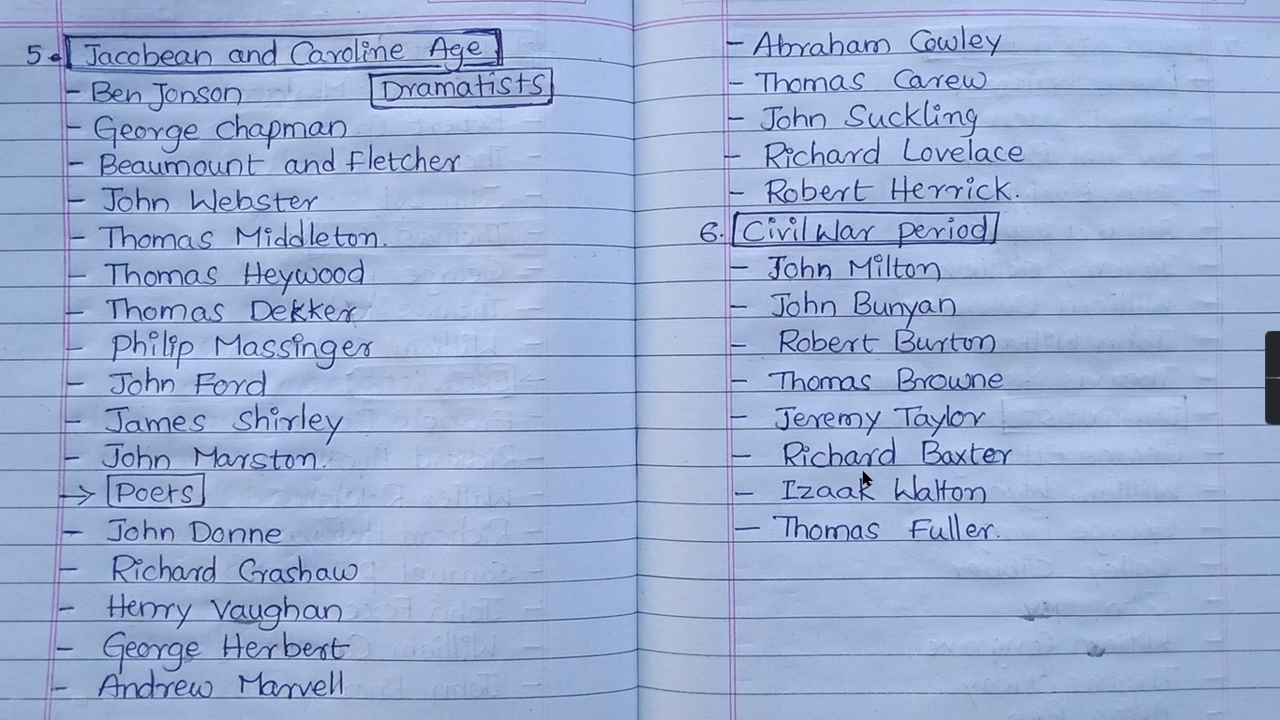 5. Jacobean and Caroline Age
Dramatists
- Ben Jonson
- George Chapman
- Beaumount and Fletcher
- John Webster
- Thomas Middleton.
- Thomas Heywood
- Thomas Dekker
- Philip Massinger
- John Ford
- James Shirley
- John Marston.
→ Poets
- John Donne
- Richard Crashaw
- Henry Vaughan
- George Herbert
- Andrew Marvell
- Abraham Cowley
- Thomas Carew
- John Suckling
- Richard Lovelace
- Robert Herrick.
6. Civil War period
- John Milton
- John Bunyan
- Robert Burton
- Thomas Browne
- Jeremy Taylor
- Richard Baxter
- Izaak Walton
- Thomas Fuller.